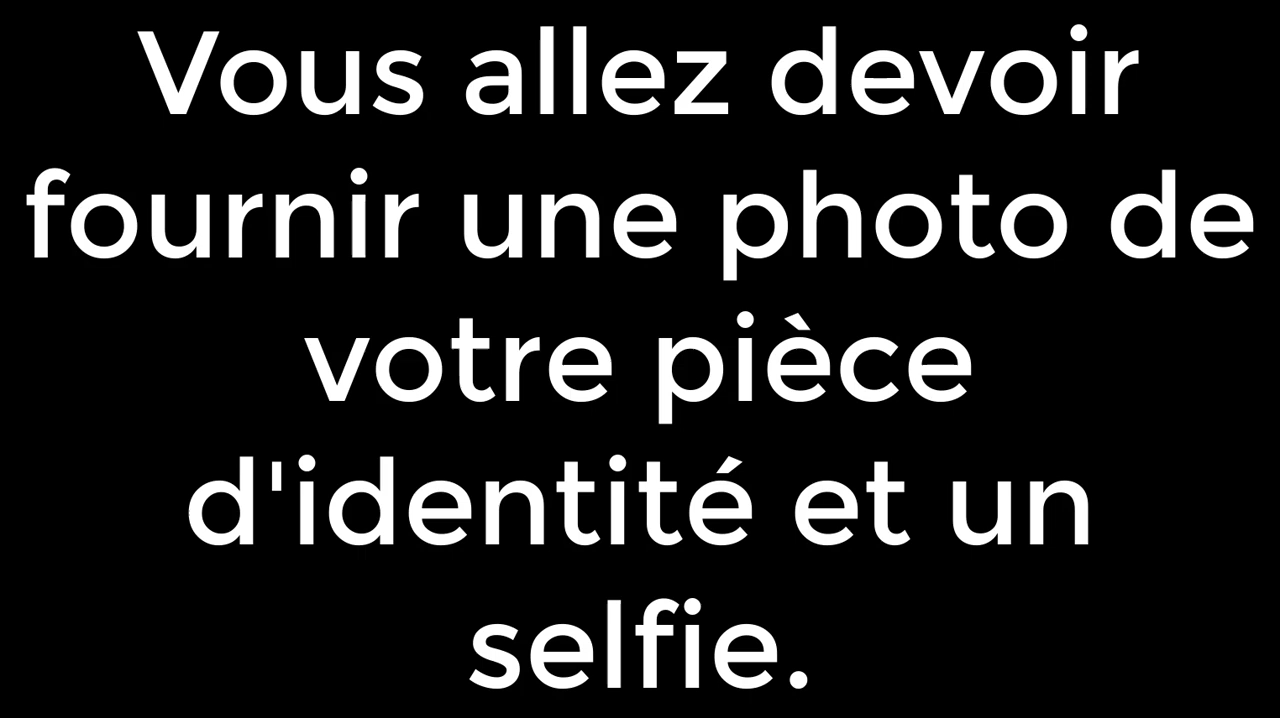 Vous allez devoir
fournir une photo de
votre pièce
d'identité et un
selfie.